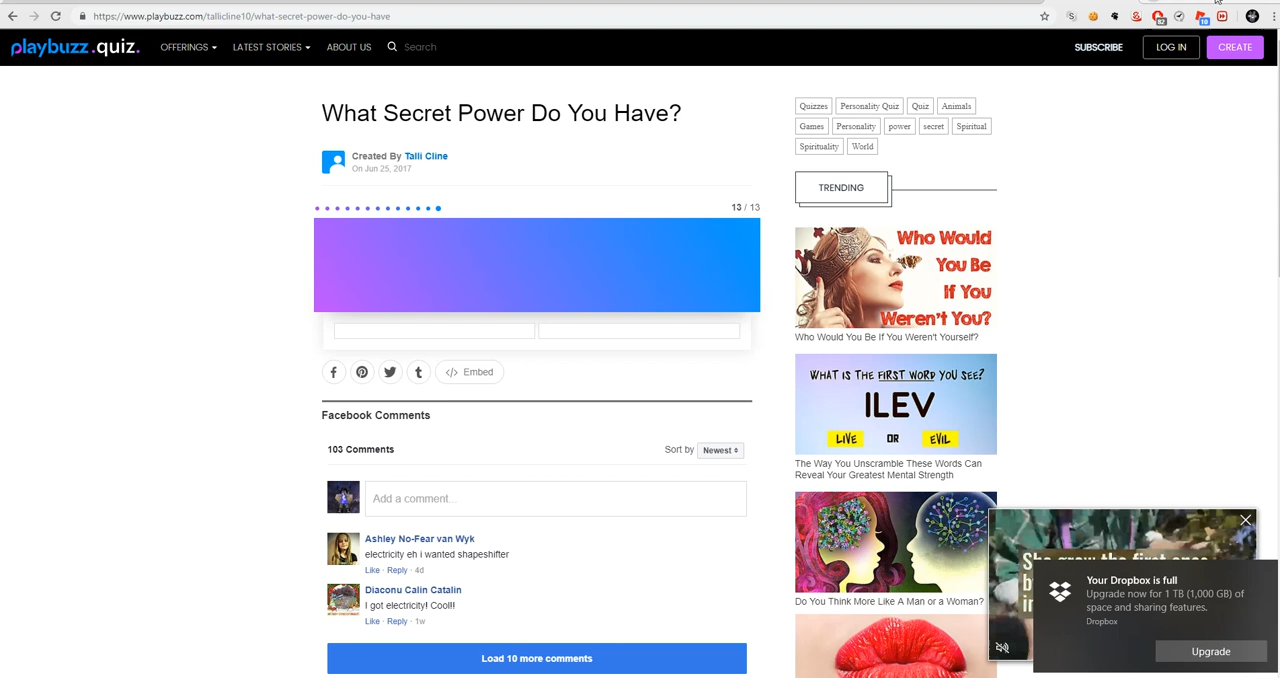 https://www.playbuzz.com/tallicline10/what-secret-power-do-you-have
playbuzz.quiz.
OFFERINGS
LATEST STORIES
ABOUT US
Search
SUBSCRIBE
LOG IN
CREATE
What Secret Power Do You Have?
Created By Talli Cline
On Jun 25, 2017
13 / 13
Embed
Facebook Comments
103 Comments
Sort by Newest
Add a comment...
Ashley No-Fear van Wyk
electricity eh i wanted shapeshifter
Like · Reply · 4d
Diaconu Calin Catalin
I got electricity! Cool!!
Like · Reply · 1w
Load 10 more comments
Quizzes Personality Quiz Quiz Animals
Games Personality power secret Spiritual
Spirituality World
TRENDING
Who Would
You Be
If You
Weren't You?
Who Would You Be If You Weren't Yourself?
WHAT IS THE FIRST WORD YOU SEE?
ILEV
LIVE OR EVIL
The Way You Unscramble These Words Can
Reveal Your Greatest Mental Strength
Do You Think More Like A Man or a Woman?
She grew the first ones
Your Dropbox is full
Upgrade now for 1 TB (1,000 GB) of
space and sharing features.
Dropbox
Upgrade